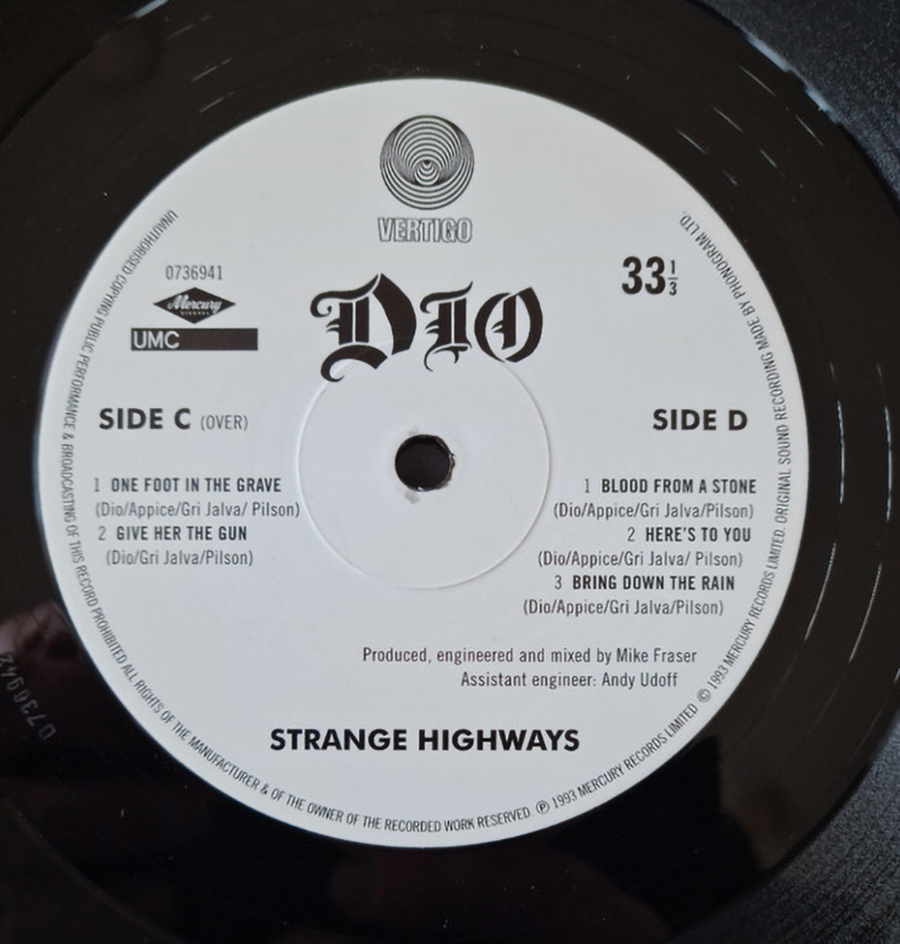 VERTIGO
0736941
Mercury
RECORDS
UMC
DIO
33 1/3
SIDE C (OVER)
1 ONE FOOT IN THE GRAVE
(Dio/Appice/Gri Jalva/ Pilson)
2 GIVE HER THE GUN
(Dio/Gri Jalva/Pilson)
SIDE D
1 BLOOD FROM A STONE
(Dio/Appice/Gri Jalva/Pilson)
2 HERE'S TO YOU
(Dio/Appice/Gri Jalva/ Pilson)
3 BRING DOWN THE RAIN
(Dio/Appice/Gri Jalva/Pilson)
Produced, engineered and mixed by Mike Fraser
Assistant engineer: Andy Udoff
STRANGE HIGHWAYS
UNAUTHORISED COPYING PUBLIC PERFORMANCE & BROADCASTING OF THIS RECORD PROHIBITED ALL RIGHTS OF THE MANUFACTURER & OF THE OWNER OF THE RECORDED WORK RESERVED. ℗ 1993 MERCURY RECORDS LIMITED © 1993 MERCURY RECORDS LIMITED. ORIGINAL SOUND RECORDING MADE BY PHONOGRAM LTD.